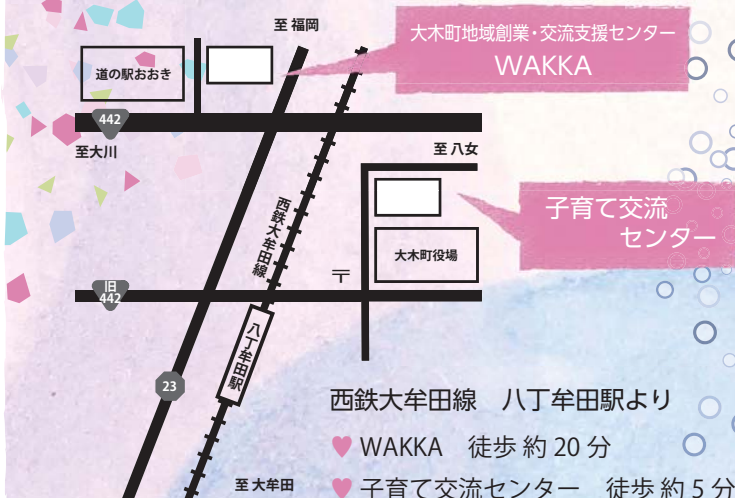 至 福岡
大木町地域創業・交流支援センター
WAKKA
道の駅おおき
442
至大川
至 八女
子育て交流
センター
西鉄大牟田線
大木町役場
〒
旧
442
八丁牟田駅
23
西鉄大牟田線　八丁牟田駅より
♥ WAKKA　徒歩 約 20 分
至 大牟田
♥ 子育て交流センター　徒歩 約 5 分